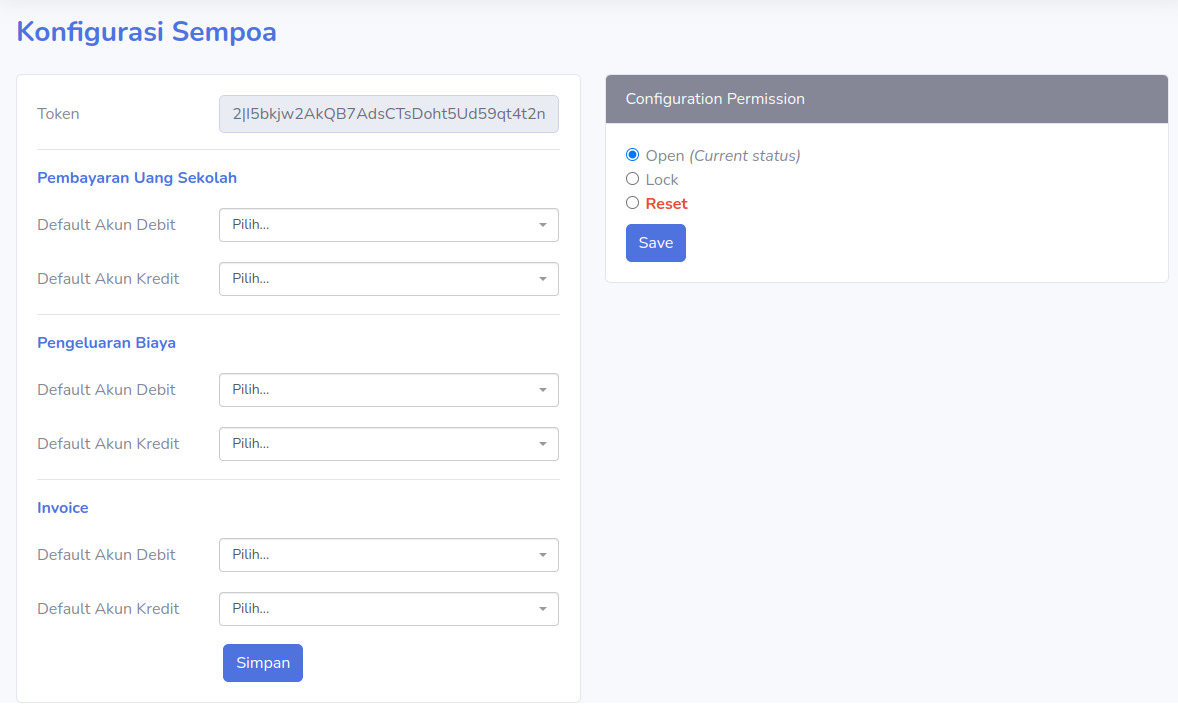 Konfigurasi Sempoa
Token
2|I5bkjw2AkQB7AdsCTsDoht5Ud59qt4t2n
Pembayaran Uang Sekolah
Default Akun Debit
Pilih...
Default Akun Kredit
Pilih...
Pengeluaran Biaya
Default Akun Debit
Pilih...
Default Akun Kredit
Pilih...
Invoice
Default Akun Debit
Pilih...
Default Akun Kredit
Pilih...
Simpan
Configuration Permission
Open (Current status)
Lock
Reset
Save